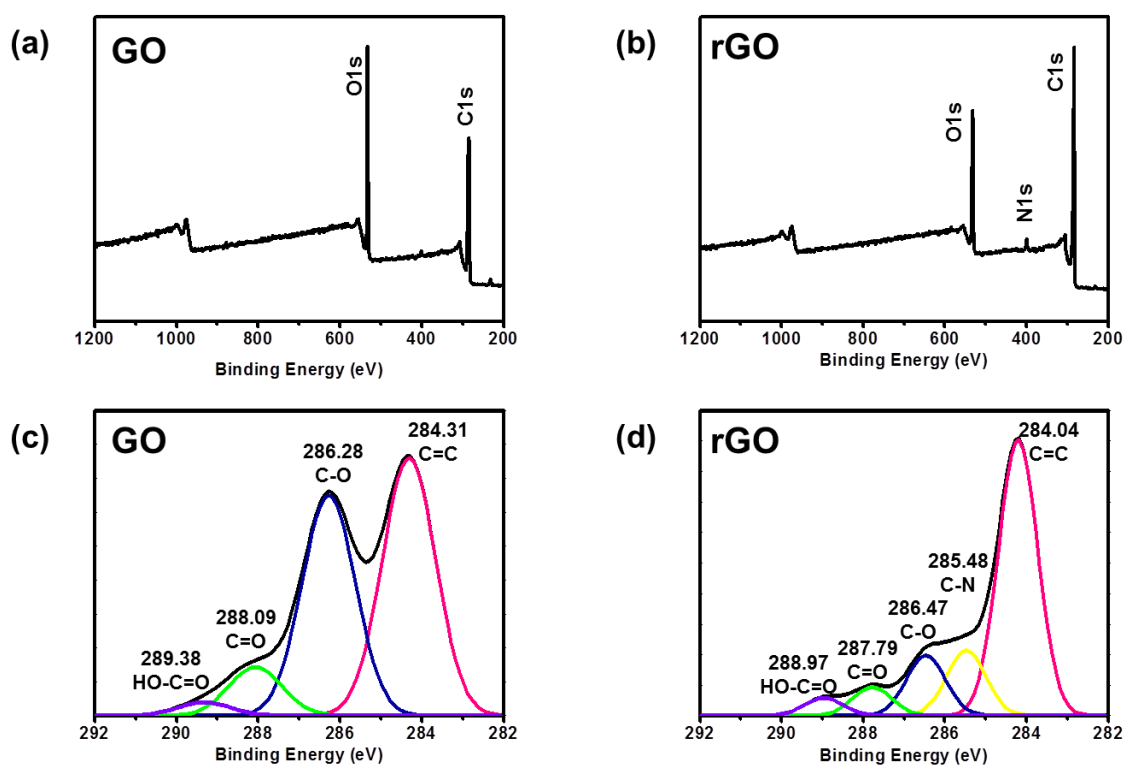 (a)
GO
O1s
C1s
1200 1000 800 600 400 200
Binding Energy (eV)
(b)
rGO
O1s
N1s
C1s
1200 1000 800 600 400 200
Binding Energy (eV)
(c)
GO
284.31
C=C
286.28
C-O
288.09
C=O
289.38
HO-C=O
292 290 288 286 284 282
Binding Energy (eV)
(d)
rGO
284.04
C=C
285.48
C-N
286.47
C-O
287.79
C=O
288.97
HO-C=O
292 290 288 286 284 282
Binding Energy (eV)